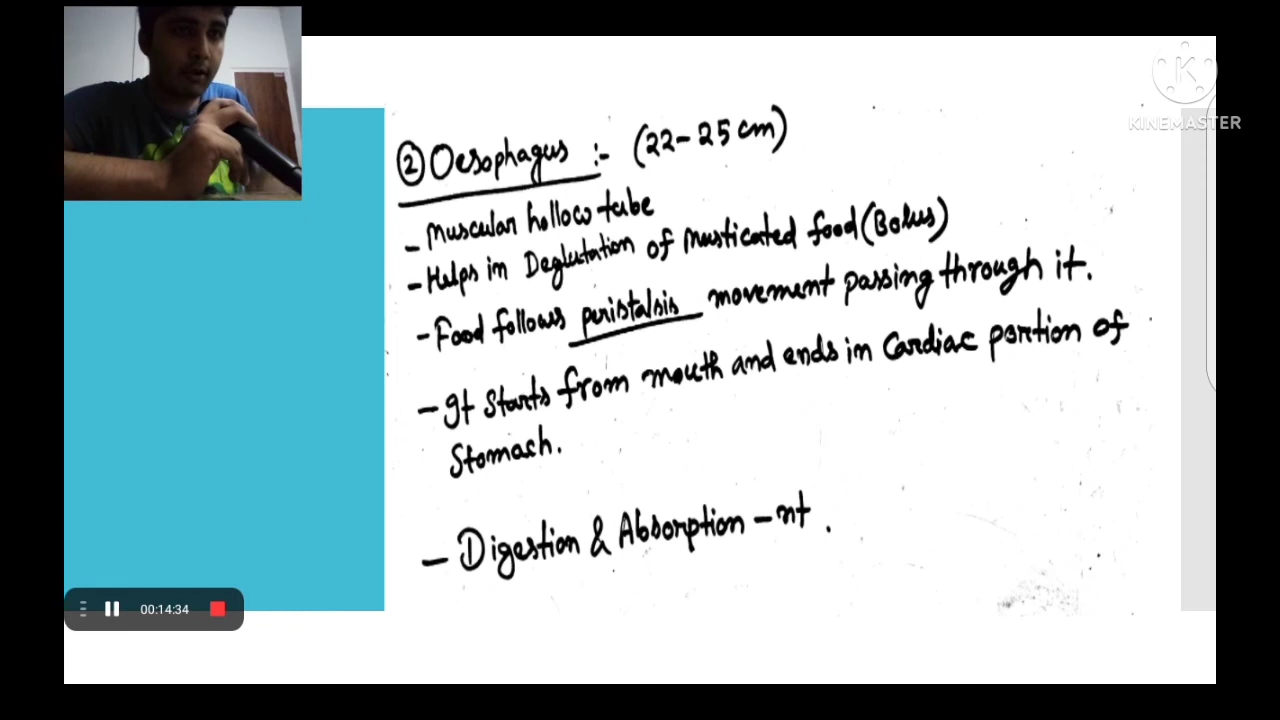 KINEMASTER
② Oesophagus :- (22-25 cm)
- Muscular hollow tube
- Helps in Deglutation of Musticated food (Bolus)
- Food follows peristalsis movement passing through it.
- It Starts from mouth and ends in Cardiac portion of
Stomach.
- Digestion & Absorption - nt .
00:14:34